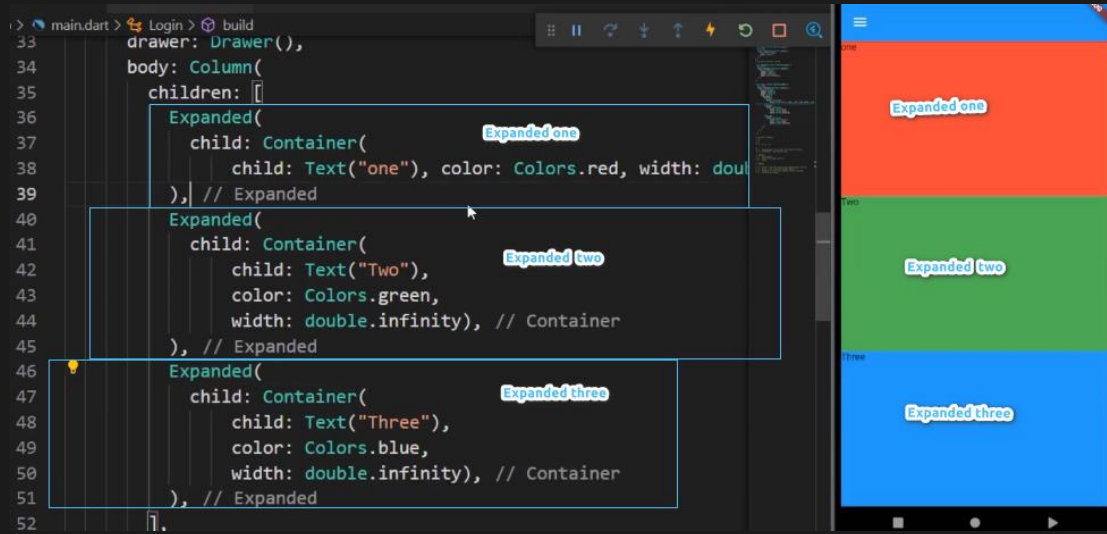 > main.dart > Login > build
33 drawer: Drawer(),
34 body: Column(
35 children: [
36 Expanded(
37 child: Container(
Expanded one
38 child: Text("one"), color: Colors.red, width: doul
39 ), // Expanded
40 Expanded(
41 child: Container(
Expanded two
42 child: Text("Two"),
43 color: Colors.green,
44 width: double.infinity), // Container
45 ), // Expanded
46 Expanded(
47 child: Container(
Expanded three
48 child: Text("Three"),
49 color: Colors.blue,
50 width: double.infinity), // Container
51 ), // Expanded
52 ],
one
Expanded one
Two
Expanded two
Three
Expanded three